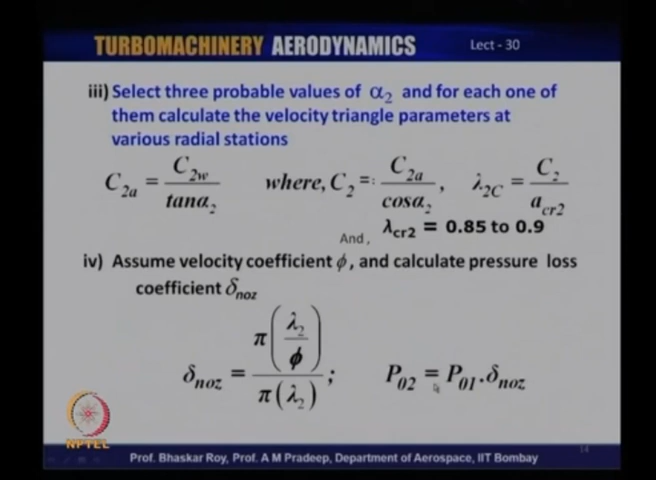 TURBOMACHINERY AERODYNAMICS Lect - 30
iii) Select three probable values of α₂ and for each one of
them calculate the velocity triangle parameters at
various radial stations
C₂ₐ = C₂w / tanα₂ where, C₂ =: C₂ₐ / cosα₂, λ₂C = C₂ / a_cr2
And, λcr2 = 0.85 to 0.9
iv) Assume velocity coefficient ϕ, and calculate pressure loss
coefficient δnoz
δnoz = π(λ₂/ϕ) / π(λ₂) ; P₀₂ = P₀₁.δnoz
NPTEL
14
Prof. Bhaskar Roy, Prof. A M Pradeep, Department of Aerospace, IIT Bombay